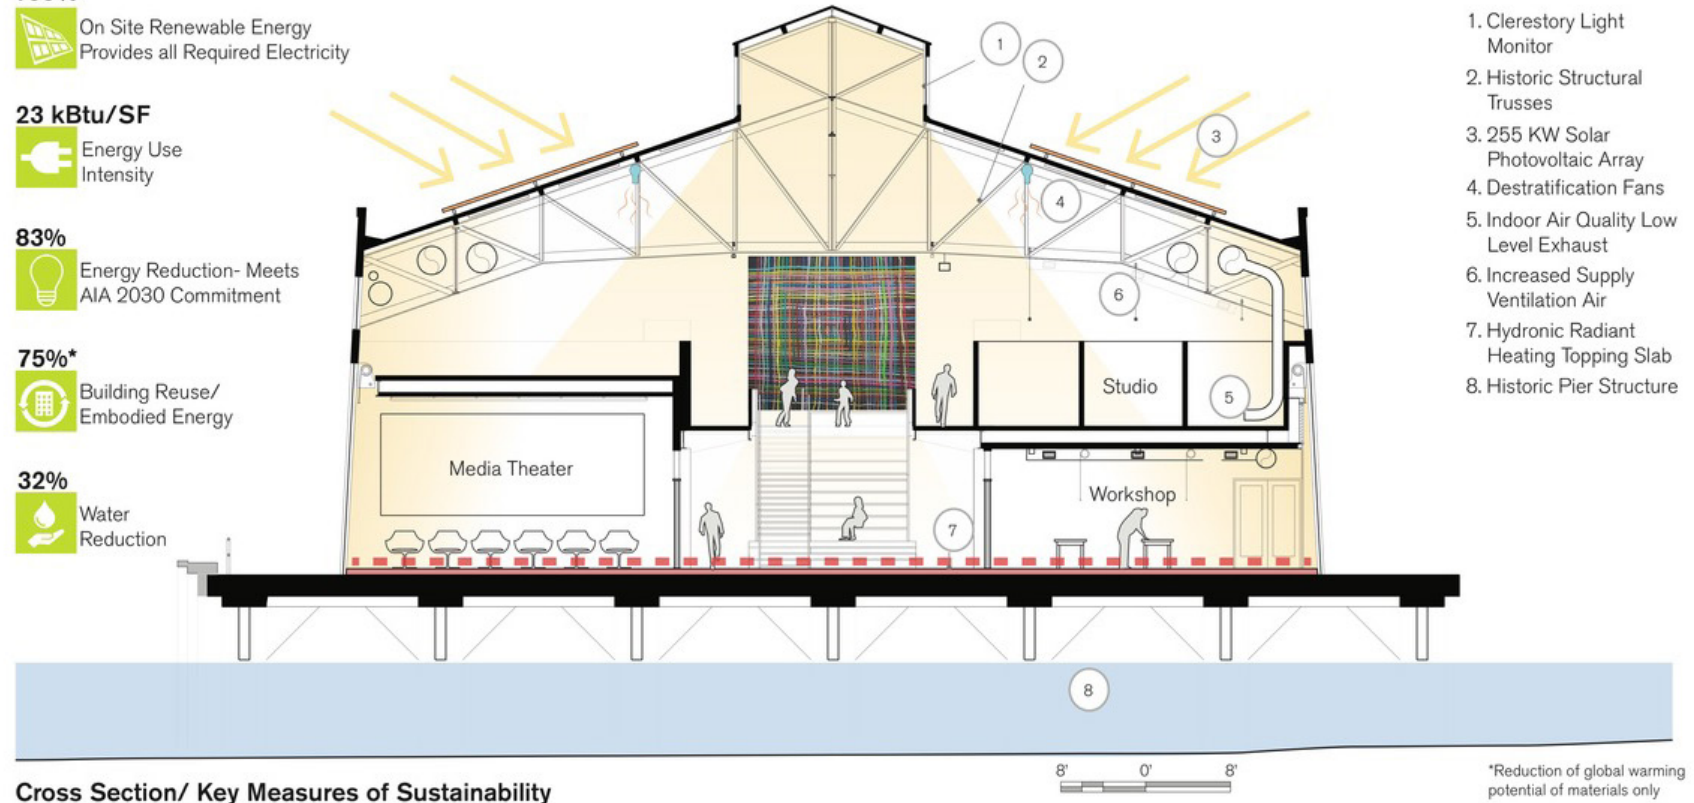 On Site Renewable Energy
Provides all Required Electricity
23 kBtu/SF
Energy Use
Intensity
83%
Energy Reduction- Meets
AIA 2030 Commitment
75%*
Building Reuse/
Embodied Energy
32%
Water
Reduction
1
2
3
4
6
Studio
5
Media Theater
Workshop
7
8
1. Clerestory Light
Monitor
2. Historic Structural
Trusses
3. 255 KW Solar
Photovoltaic Array
4. Destratification Fans
5. Indoor Air Quality Low
Level Exhaust
6. Increased Supply
Ventilation Air
7. Hydronic Radiant
Heating Topping Slab
8. Historic Pier Structure
8' 0' 8'
*Reduction of global warming
potential of materials only
Cross Section/ Key Measures of Sustainability